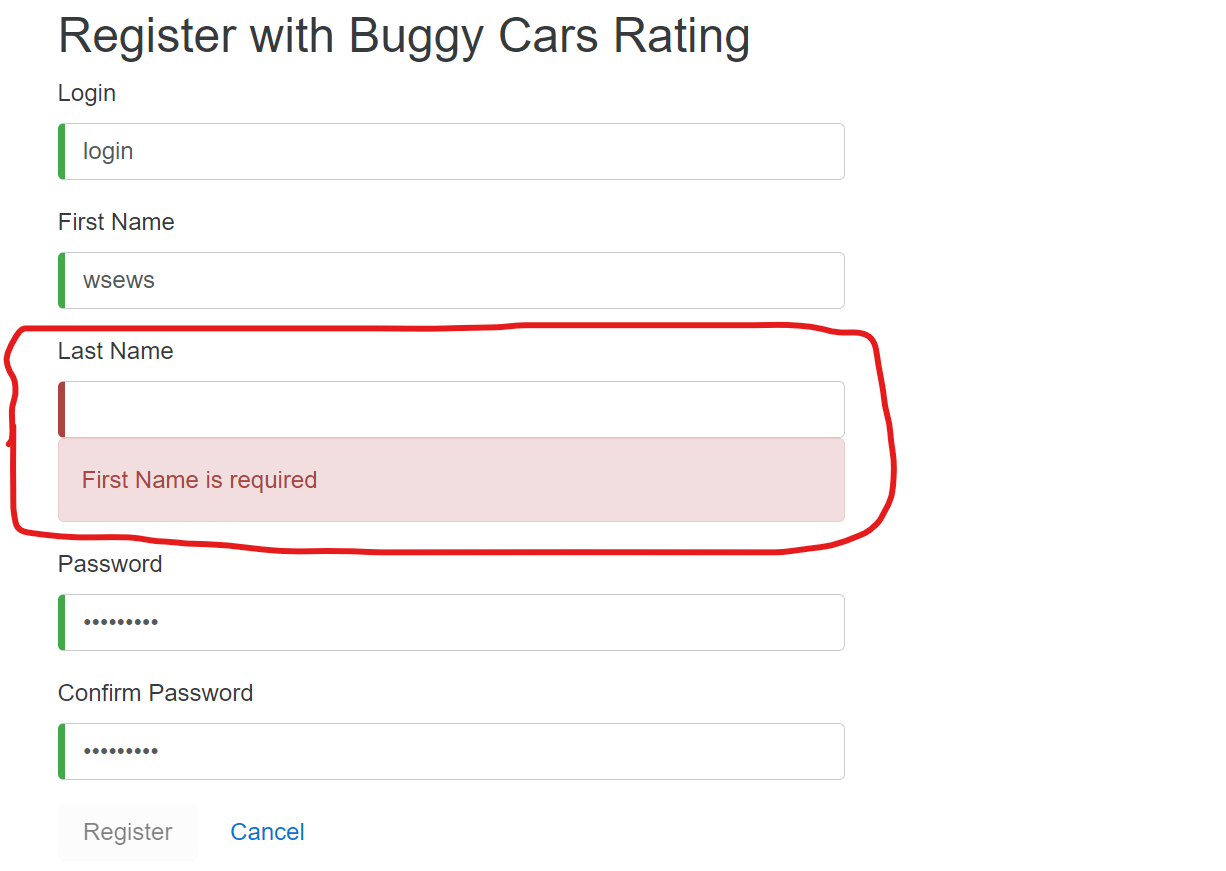 Register with Buggy Cars Rating
Login
login
First Name
wsews
Last Name
First Name is required
Password
•••••••••
Confirm Password
•••••••••
Register Cancel